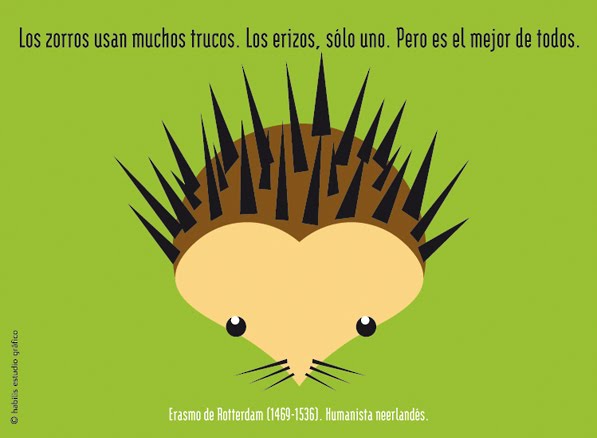 Los zorros usan muchos trucos. Los erizos, sólo uno. Pero es el mejor de todos.
Erasmo de Rotterdam (1469-1536). Humanista neerlandés.
© habilis estudio gráfico